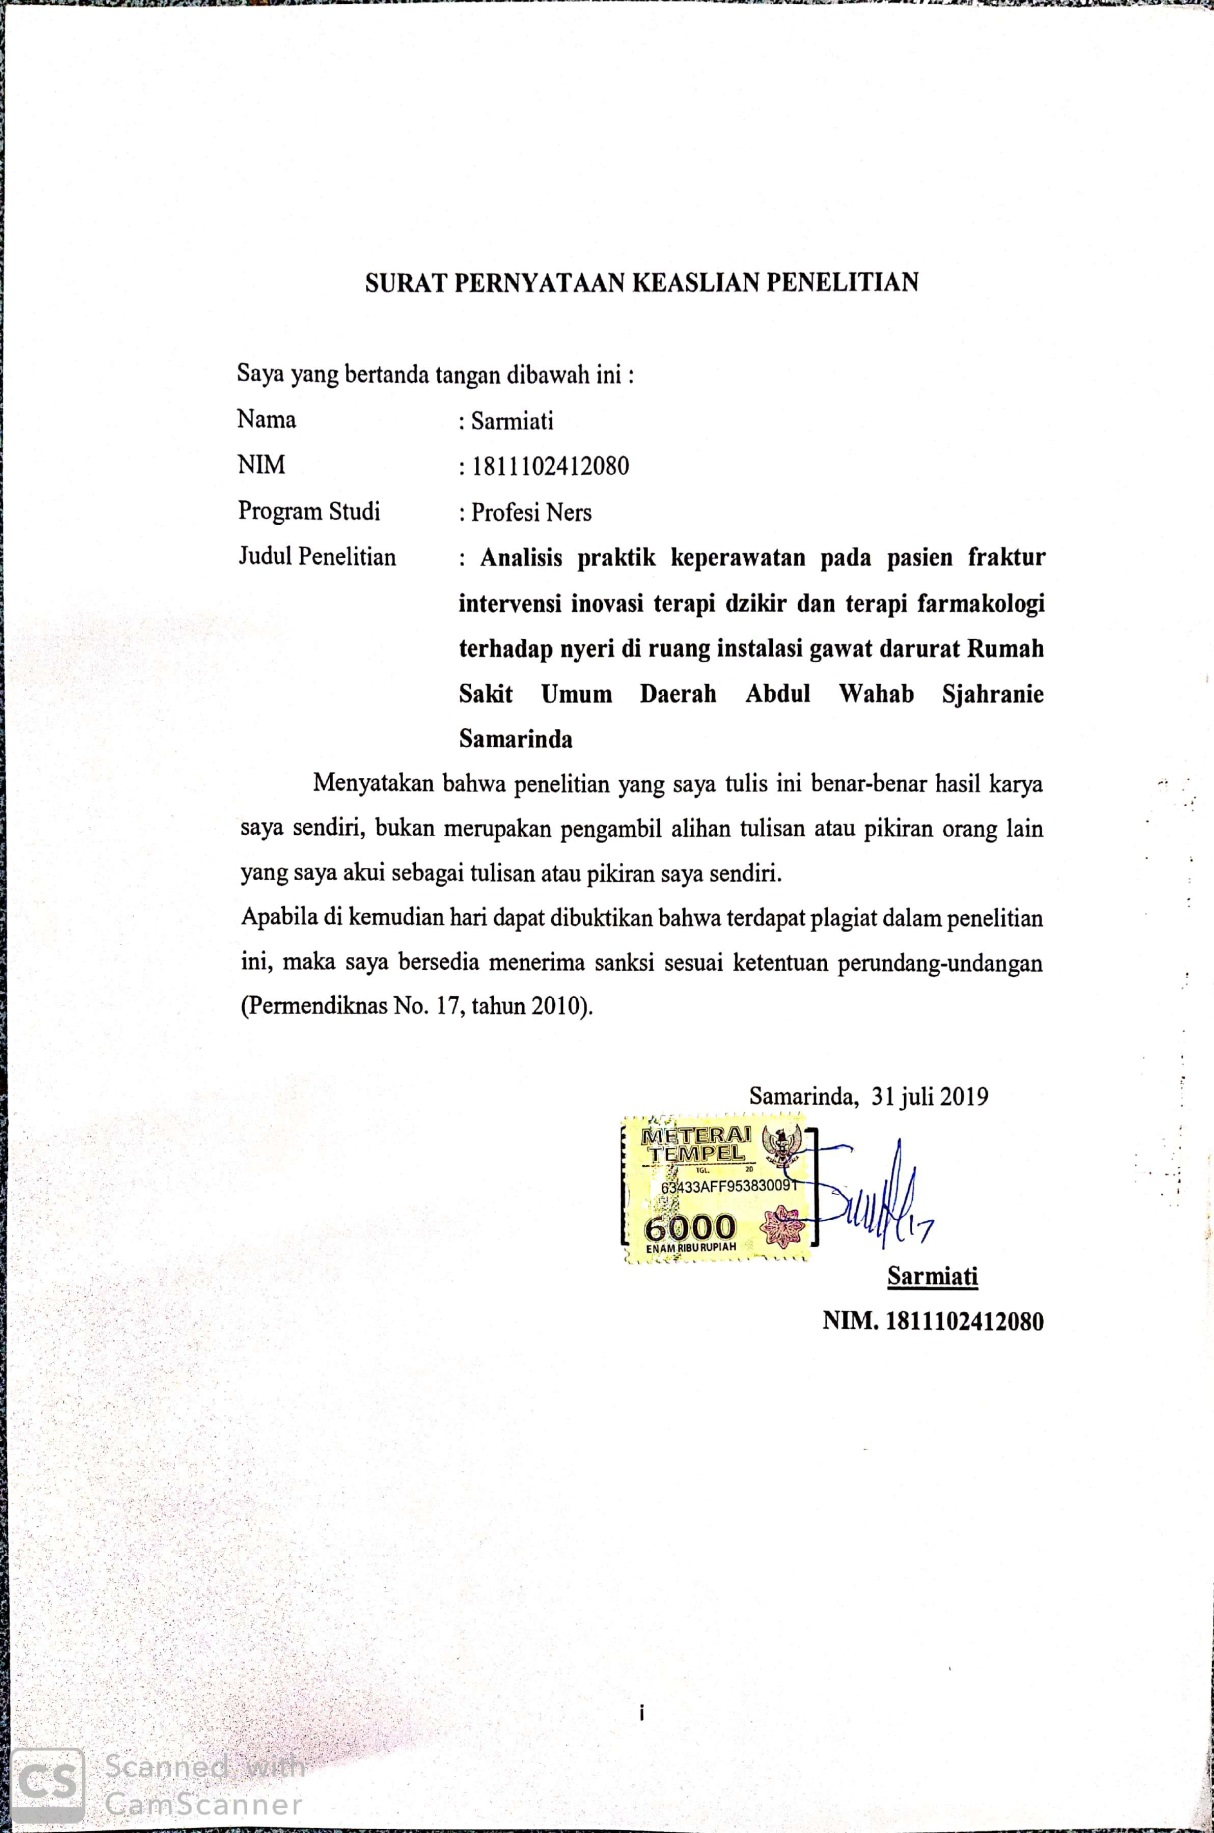 SURAT PERNYATAAN KEASLIAN PENELITIAN
Saya yang bertanda tangan dibawah ini :
Nama : Sarmiati
NIM : 1811102412080
Program Studi : Profesi Ners
Judul Penelitian : Analisis praktik keperawatan pada pasien fraktur
intervensi inovasi terapi dzikir dan terapi farmakologi
terhadap nyeri di ruang instalasi gawat darurat Rumah
Sakit Umum Daerah Abdul Wahab Sjahranie
Samarinda
Menyatakan bahwa penelitian yang saya tulis ini benar-benar hasil karya
saya sendiri, bukan merupakan pengambil alihan tulisan atau pikiran orang lain
yang saya akui sebagai tulisan atau pikiran saya sendiri.
Apabila di kemudian hari dapat dibuktikan bahwa terdapat plagiat dalam penelitian
ini, maka saya bersedia menerima sanksi sesuai ketentuan perundang-undangan
(Permendiknas No. 17, tahun 2010).
Samarinda, 31 juli 2019
METERAI
TEMPEL
TGL. 20
63433AFF953830091
6000
ENAM RIBU RUPIAH
Sarmiati
NIM. 1811102412080
i
CS Scanned with
CamScanner